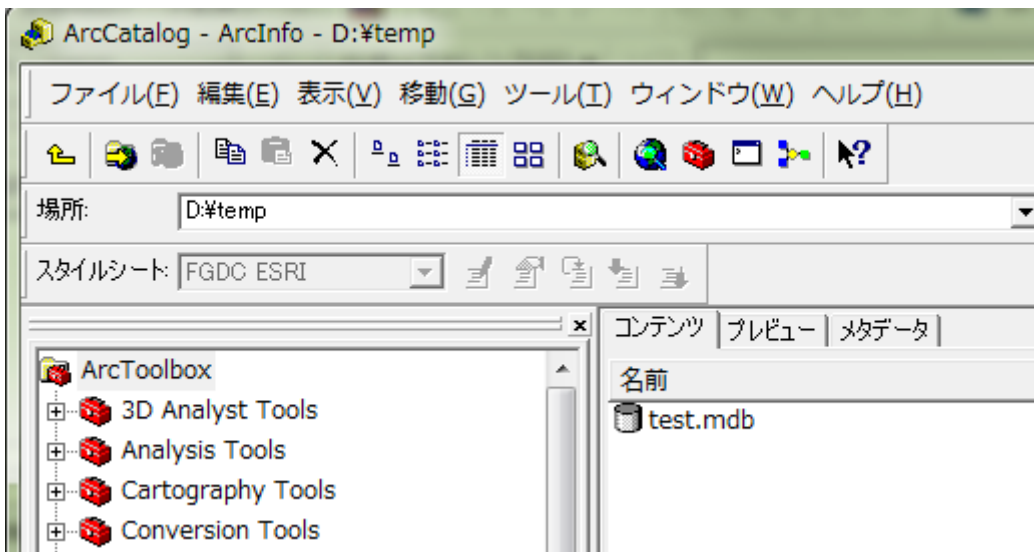 ArcCatalog - ArcInfo - D:¥temp
ファイル(F) 編集(E) 表示(V) 移動(G) ツール(T) ウィンドウ(W) ヘルプ(H)
場所: D:¥temp
スタイルシート: FGDC ESRI
コンテンツ プレビュー メタデータ
ArcToolbox
名前
3D Analyst Tools
test.mdb
Analysis Tools
Cartography Tools
Conversion Tools